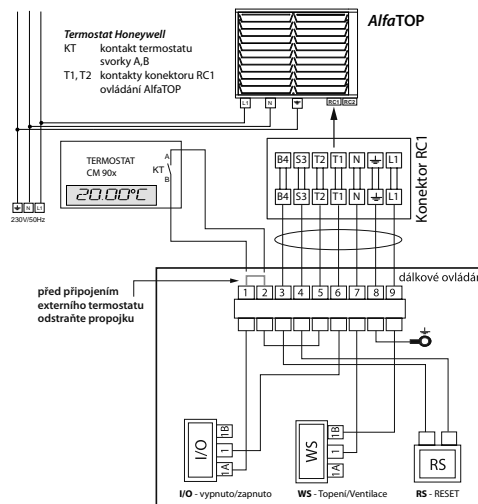 AlfaTOP
Termostat Honeywell
KT kontakt termostatu
svorky A,B
T1, T2 kontakty konektoru RC1
ovládání AlfaTOP
L1 N RC1 RC2
TERMOSTAT
CM 90x
20.00°C
A
KT
B
N L1
230V/50Hz
B4 S3 T2 T1 N L1
B4 S3 T2 T1 N L1
Konektor RC1
dálkové ovládán
před připojením
externího termostatu
odstraňte propojku
1 2 3 4 5 6 7 8 9
I/O
1B
1
1A
WS
1B
1
1A
RS
I/O - vypnuto/zapnuto
WS - Topení/Ventilace
RS - RESET